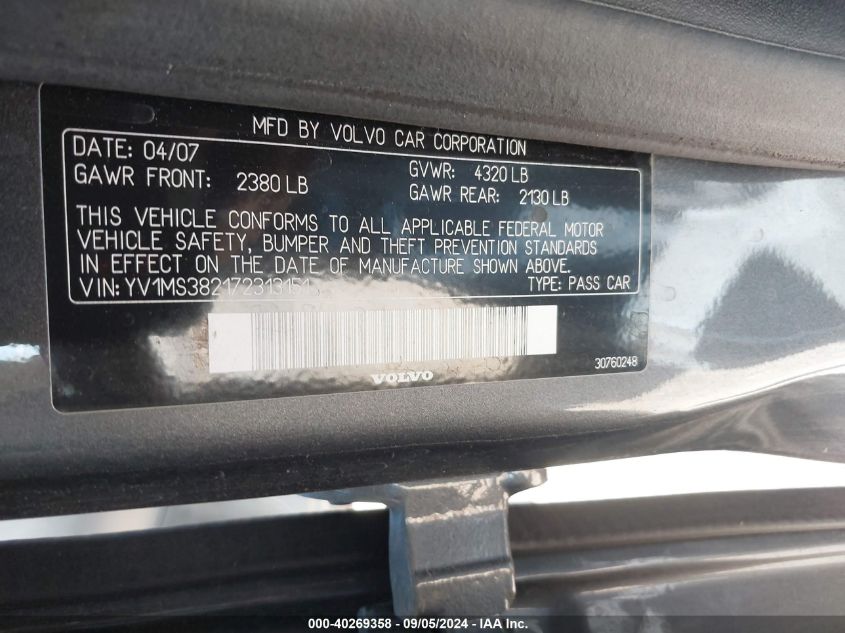 MFD BY VOLVO CAR CORPORATION
DATE: 04/07 GVWR: 4320 LB
GAWR FRONT: 2380 LB GAWR REAR: 2130 LB
THIS VEHICLE CONFORMS TO ALL APPLICABLE FEDERAL MOTOR
VEHICLE SAFETY, BUMPER AND THEFT PREVENTION STANDARDS
IN EFFECT ON THE DATE OF MANUFACTURE SHOWN ABOVE.
VIN: YV1MS382172313151 TYPE: PASS CAR
30760248
VOLVO
000-40269358 - 09/05/2024 - IAA Inc.